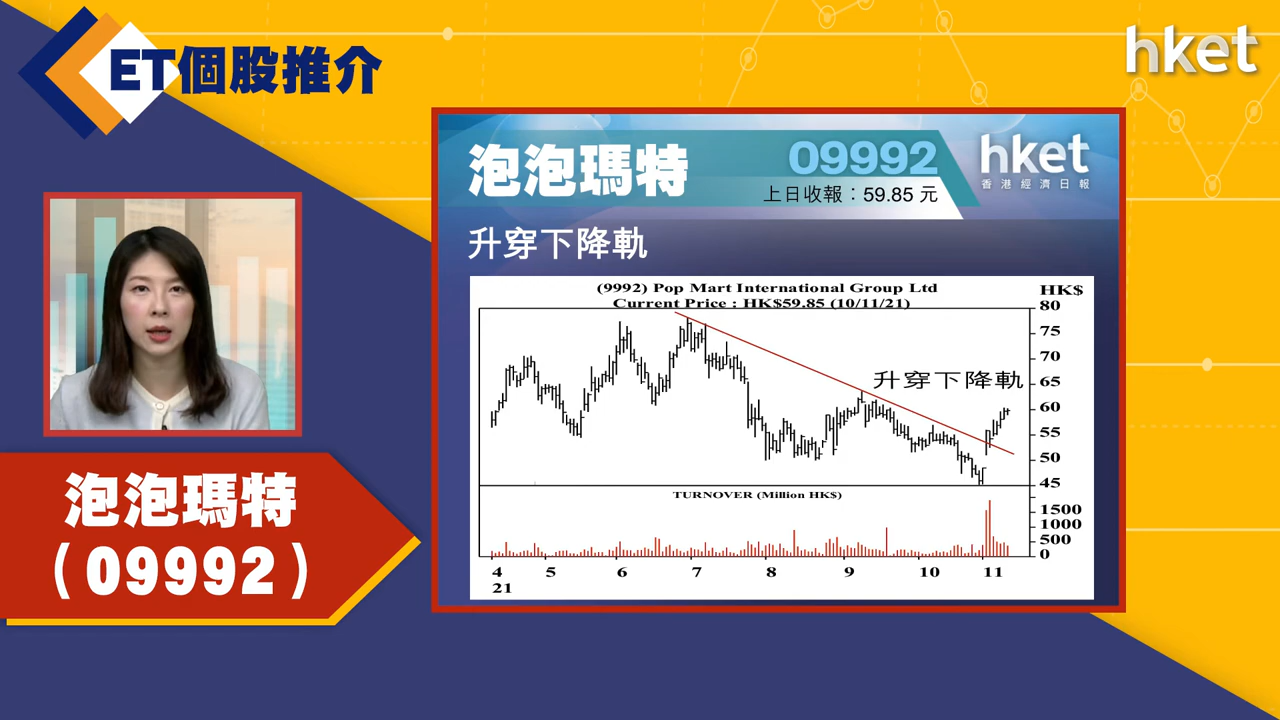 ET個股推介
hket
泡泡瑪特
09992
上日收報：59.85 元
hket
香港經濟日報
升穿下降軌
(9992) Pop Mart International Group Ltd
Current Price : HK$59.85 (10/11/21)
HK$
80
75
70
65
60
55
50
45
升穿下降軌
TURNOVER (Million HK$)
1500
1000
500
0
4 5 6 7 8 9 10 11
21
泡泡瑪特
（09992）